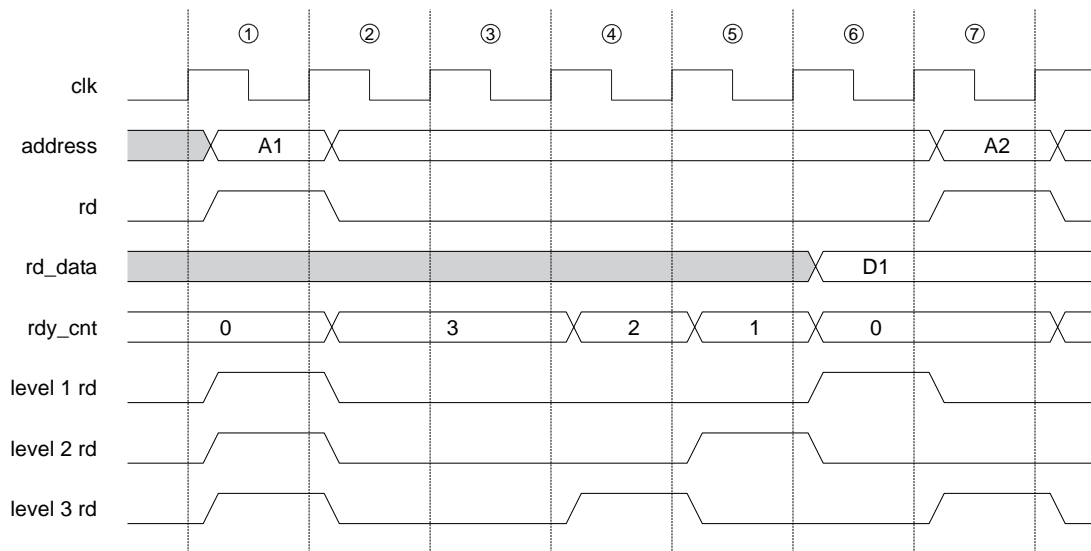 ① ② ③ ④ ⑤ ⑥ ⑦
clk
address A1 A2
rd
rd_data D1
rdy_cnt 0 3 2 1 0
level 1 rd
level 2 rd
level 3 rd